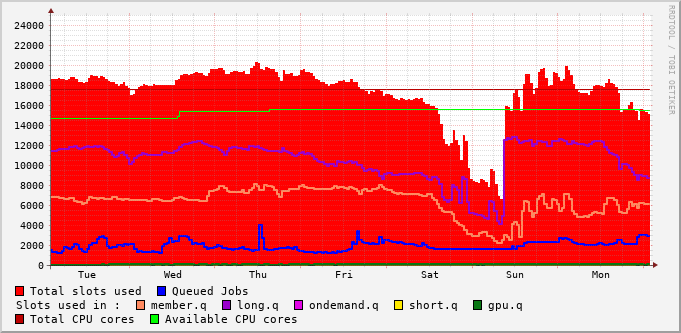 24000
22000
20000
18000
16000
14000
12000
10000
8000
6000
4000
2000
0
Tue Wed Thu Fri Sat Sun Mon
RRDTOOL / TOBI OETIKER
Total slots used Queued Jobs
Slots used in : member.q long.q ondemand.q short.q gpu.q
Total CPU cores Available CPU cores